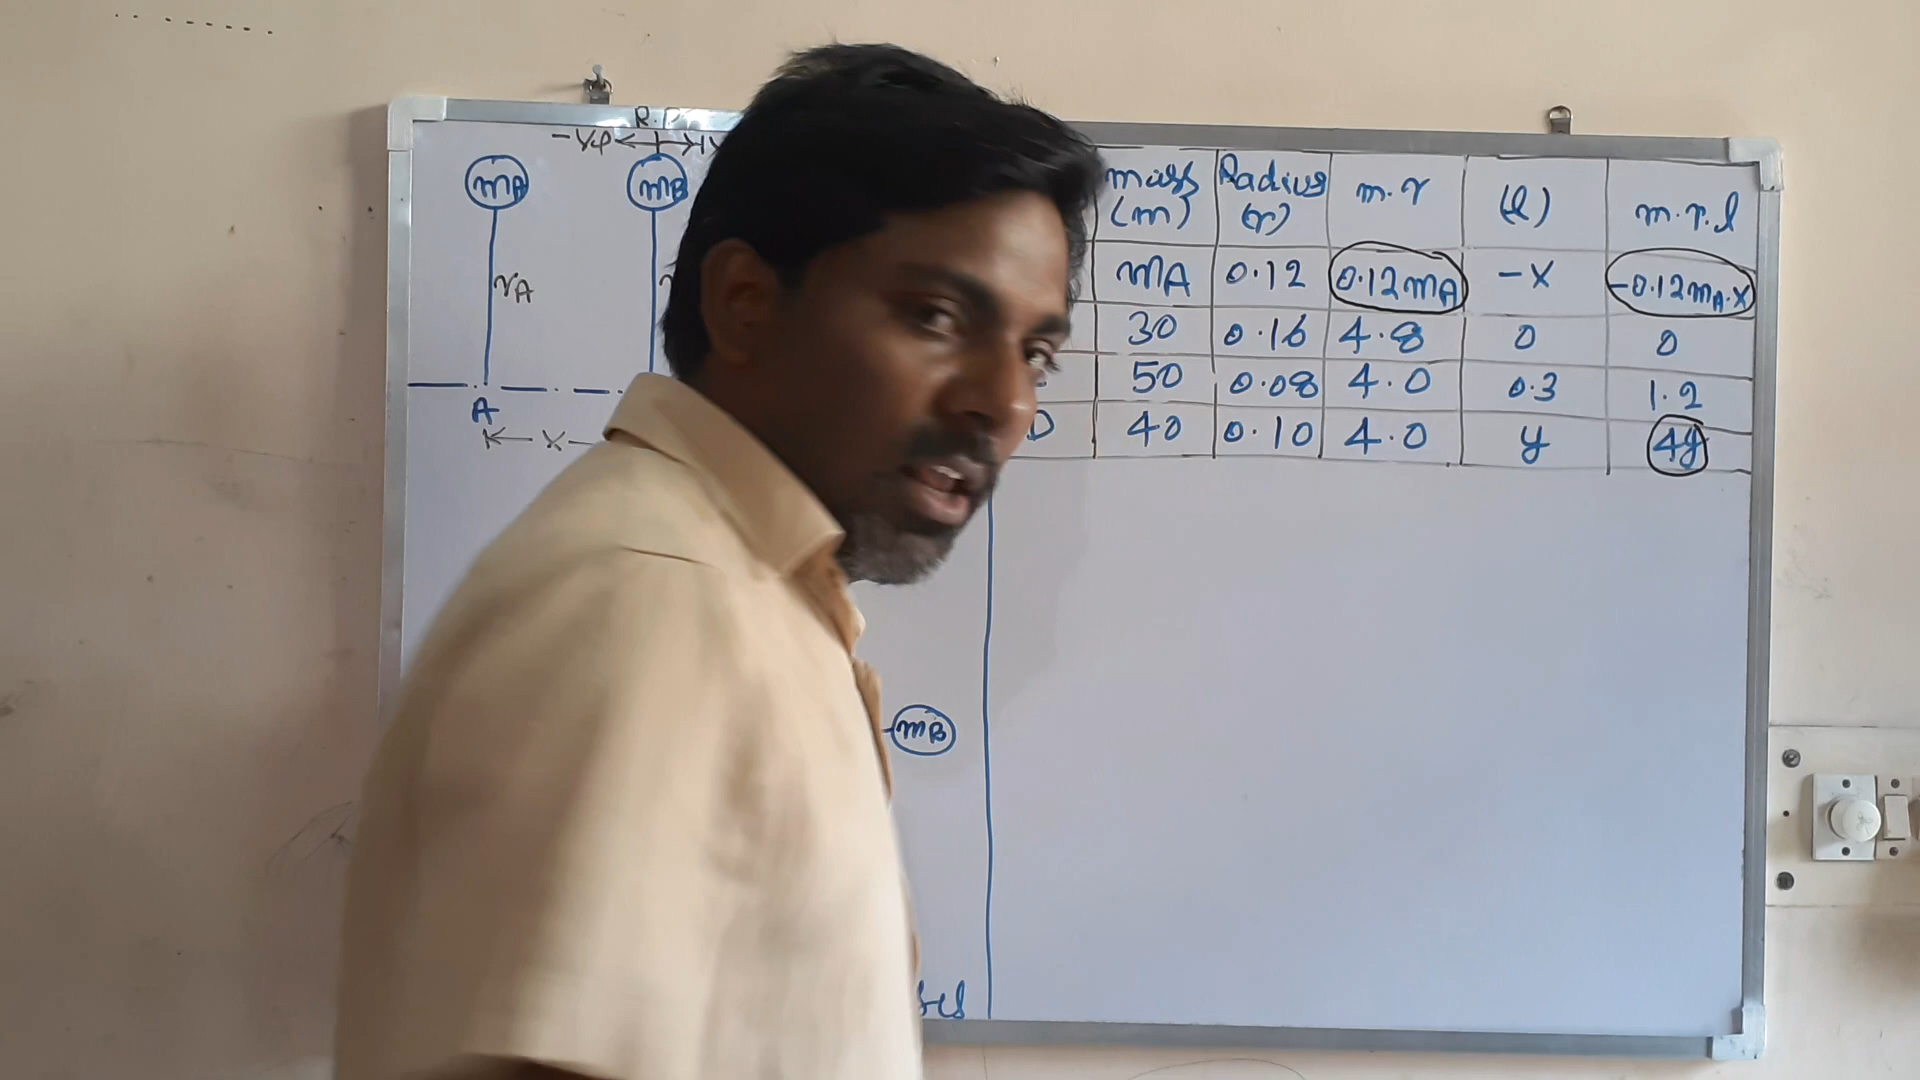 -ve
mA mB
rA
A
x
mass Radius m.r (l) m.r.l
(m) (r)
mA 0.12 0.12mA -x -0.12mA.x
30 0.16 4.8 0 0
50 0.08 4.0 0.3 1.2
D 40 0.10 4.0 y 4y
mB